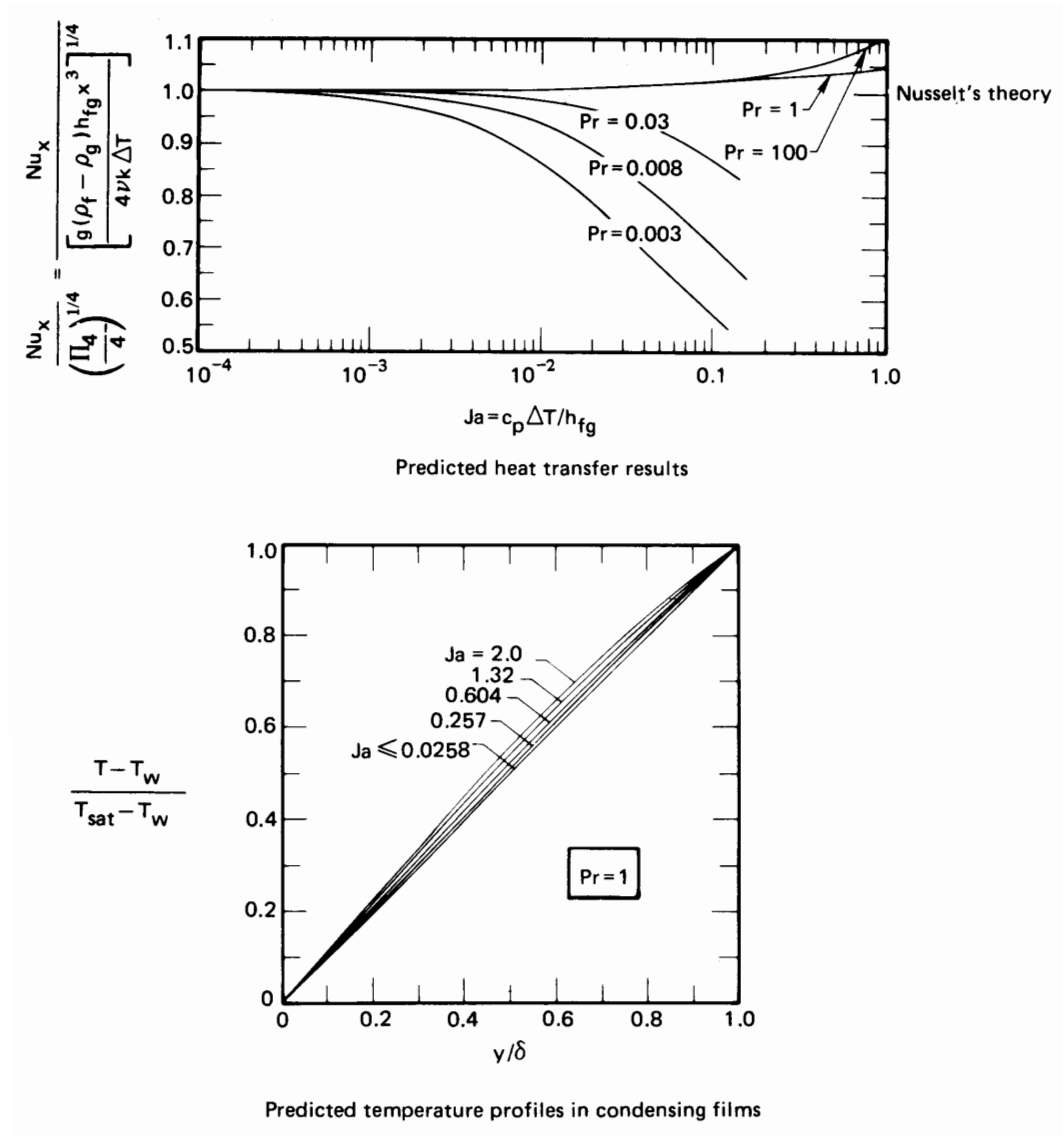 Nu_x / (Π_4/4)^{1/4} = Nu_x / [g(ρ_f − ρ_g)h_fg x^3 / 4νkΔT]^{1/4}
1.1
1.0
0.9
0.8
0.7
0.6
0.5
Nusselt's theory
Pr = 1
Pr = 100
Pr = 0.03
Pr=0.008
Pr=0.003
10^{-4}
10^{-3}
10^{-2}
0.1
1.0
Ja=c_pΔT/h_fg
Predicted heat transfer results
1.0
0.8
0.6
0.4
0.2
0
Ja = 2.0
1.32
0.604
0.257
Ja ⩽ 0.0258
T−T_w
T_sat−T_w
Pr=1
0
0.2
0.4
0.6
0.8
1.0
y/δ
Predicted temperature profiles in condensing films